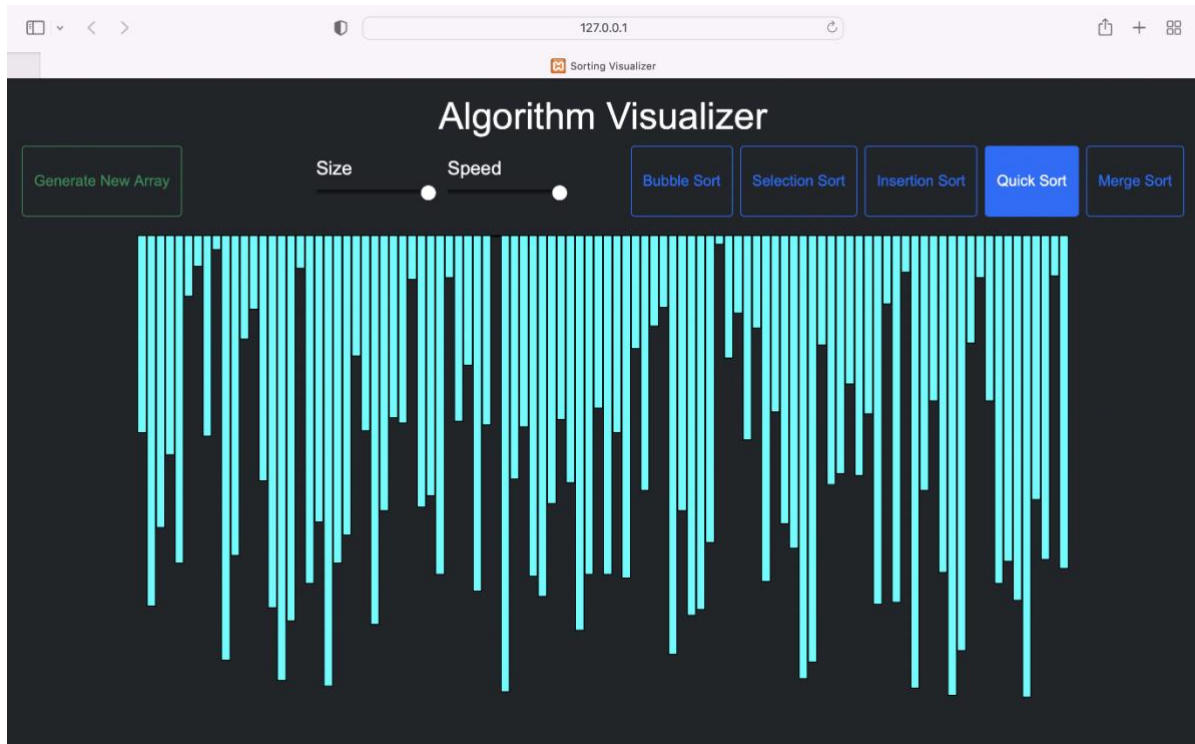 127.0.0.1
Sorting Visualizer
Algorithm Visualizer
Generate New Array
Size
Speed
Bubble Sort
Selection Sort
Insertion Sort
Quick Sort
Merge Sort